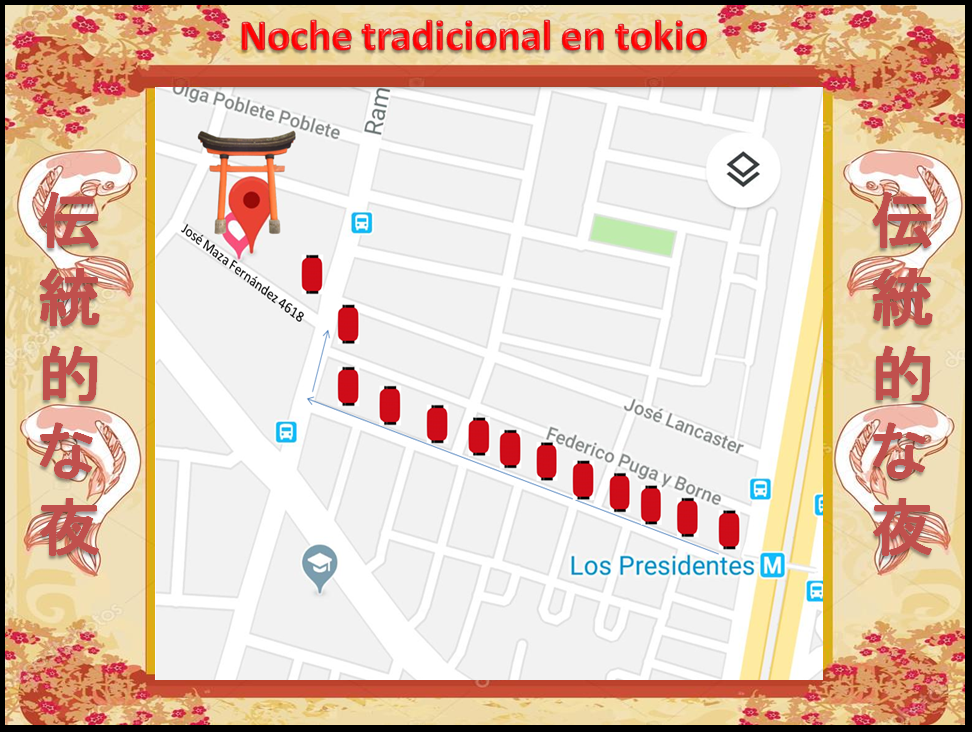 Noche tradicional en tokio
Olga Poblete Poblete
Ram
José Maza Fernández 4618
José Lancaster
Federico Puga y Borne
Los Presidentes M
伝統的な夜
伝統的な夜